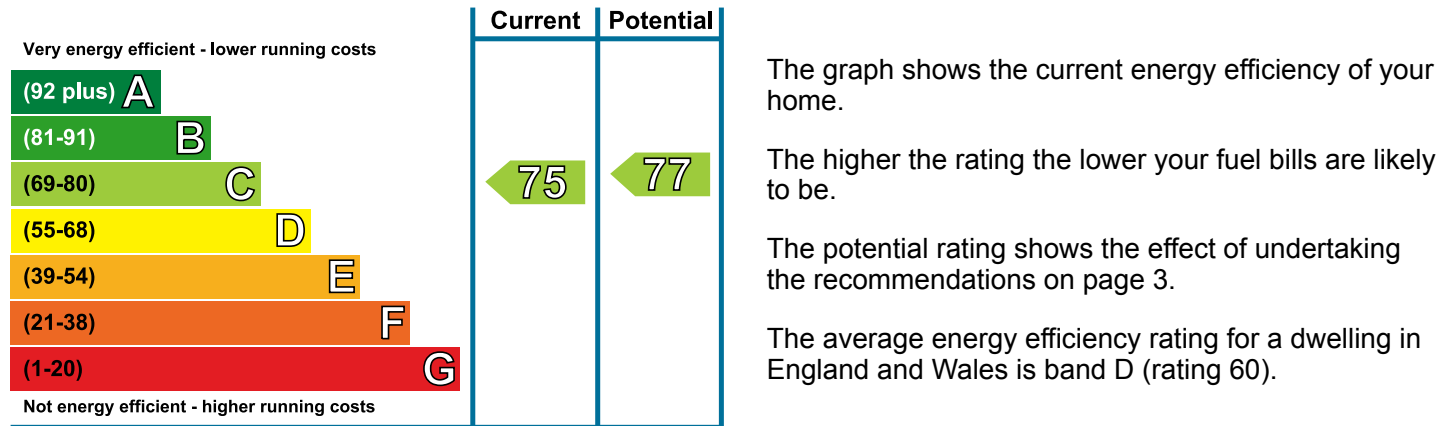 Current Potential
Very energy efficient - lower running costs
(92 plus) A
(81-91) B
(69-80) C
75 77
(55-68) D
(39-54) E
(21-38) F
(1-20) G
Not energy efficient - higher running costs
The graph shows the current energy efficiency of your
home.
The higher the rating the lower your fuel bills are likely
to be.
The potential rating shows the effect of undertaking
the recommendations on page 3.
The average energy efficiency rating for a dwelling in
England and Wales is band D (rating 60).